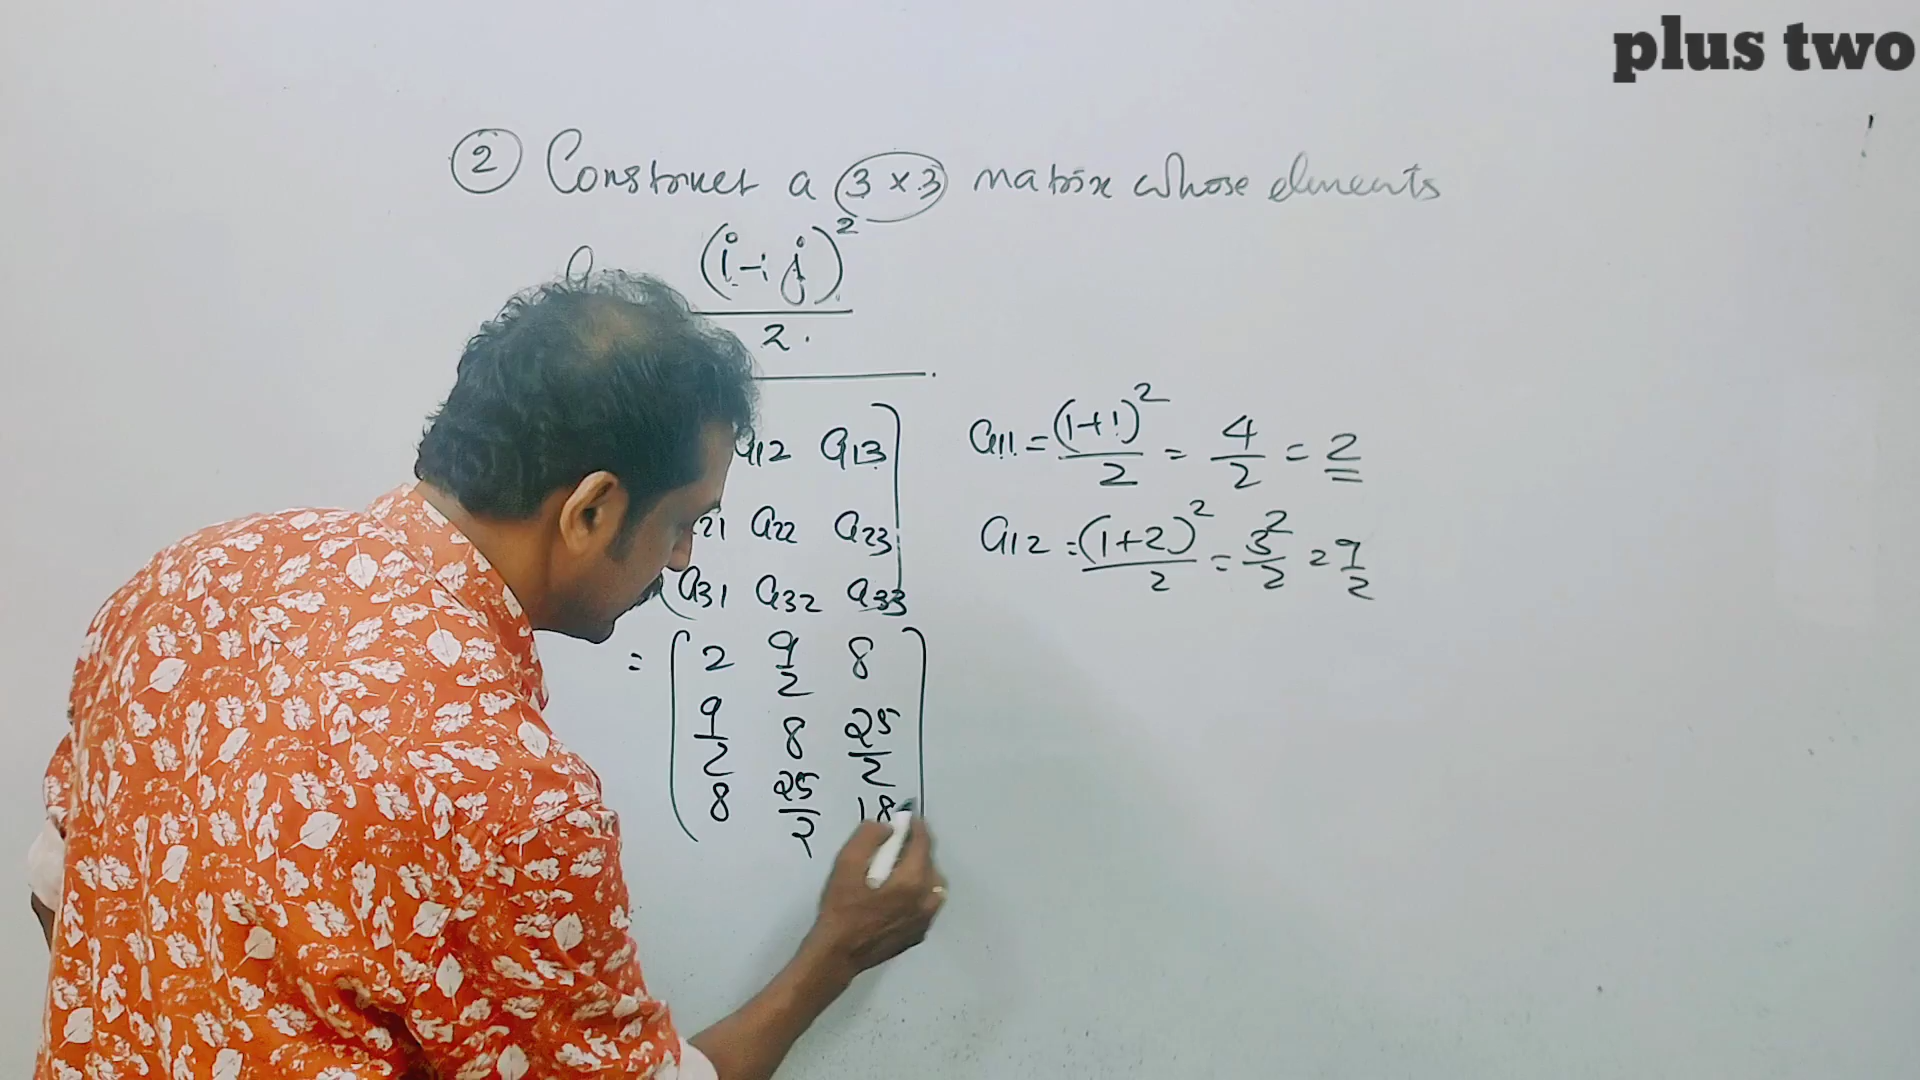 plus two
② Construct a 3 × 3 matrix whose elements
(i+j)²
2.
a12 a13
21 a22 a23
a31 a32 a33
a11 = (1+1)²/2 = 4/2 = 2
a12 = (1+2)²/2 = 3²/2 = 9/2
= 2 9/2 8
9/2 8 25/2
8 25/2 18